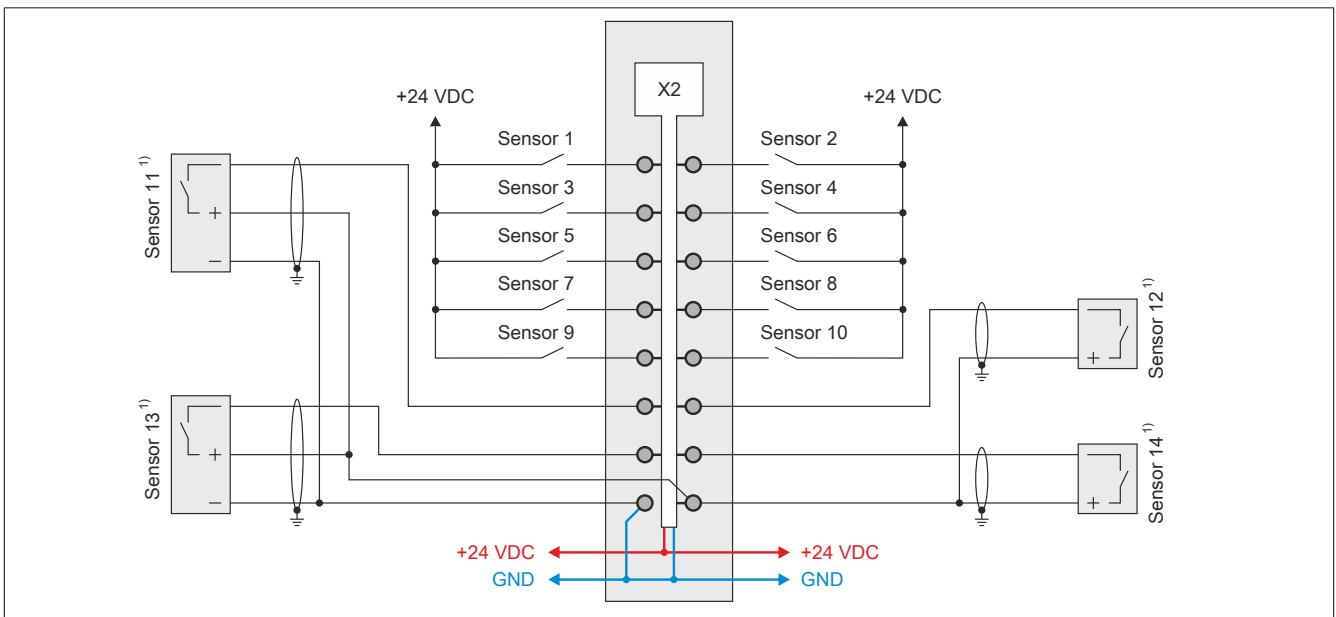 X2
+24 VDC
+24 VDC
Sensor 1
Sensor 2
Sensor 3
Sensor 4
Sensor 5
Sensor 6
Sensor 7
Sensor 8
Sensor 9
Sensor 10
Sensor 11 1)
+
−
Sensor 12 1)
+
Sensor 13 1)
+
−
Sensor 14 1)
+
+24 VDC
+24 VDC
GND
GND